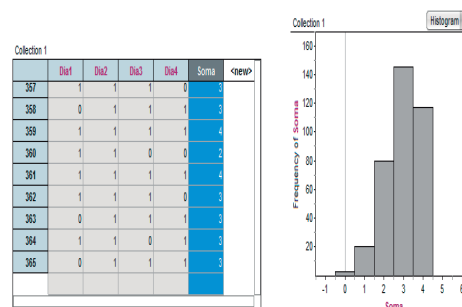 Collection 1
Dia1 Dia2 Dia3 Dia4 Soma <new>
357 1 1 1 0 3
358 0 1 1 1 3
359 1 1 1 1 4
360 1 1 0 0 2
361 1 1 1 1 4
362 1 1 1 0 3
363 0 1 1 1 3
364 1 1 0 1 3
365 0 1 1 1 3
Collection 1 Histogram
Frequency of Soma
160
140
120
100
80
60
40
20
-1 0 1 2 3 4 5 6
Soma